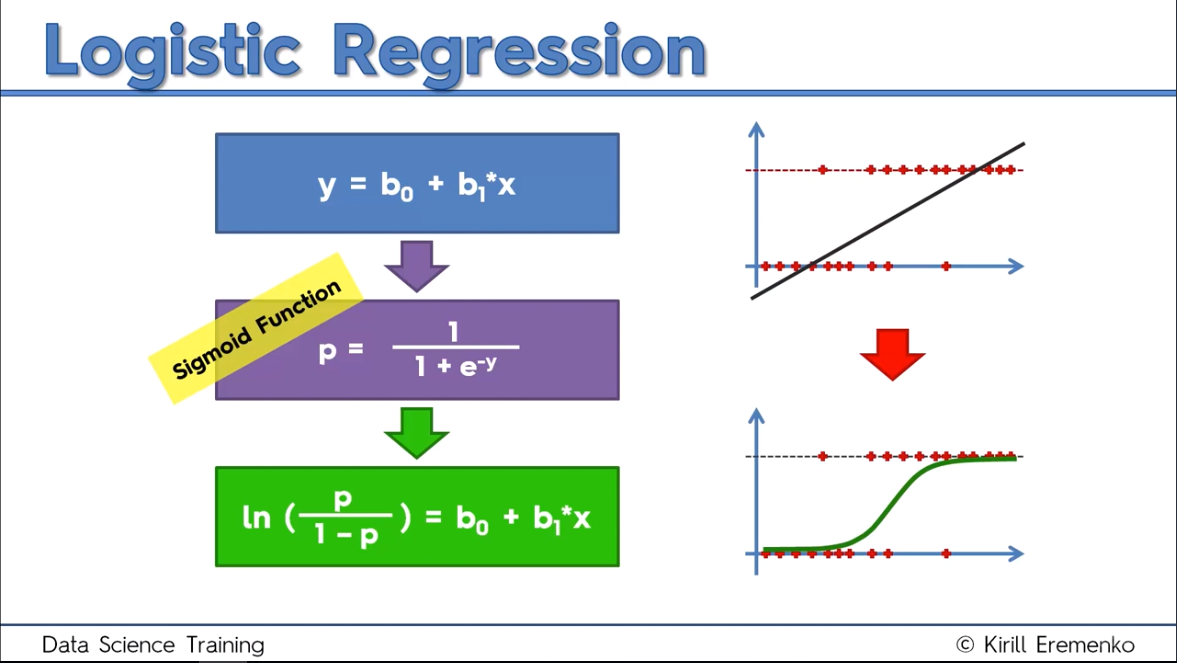 Logistic Regression
y = b₀ + b₁*x
Sigmoid Function
p = 1 / 1 + e⁻ʸ
ln ( p / 1 – p ) = b₀ + b₁*x
Data Science Training
© Kirill Eremenko